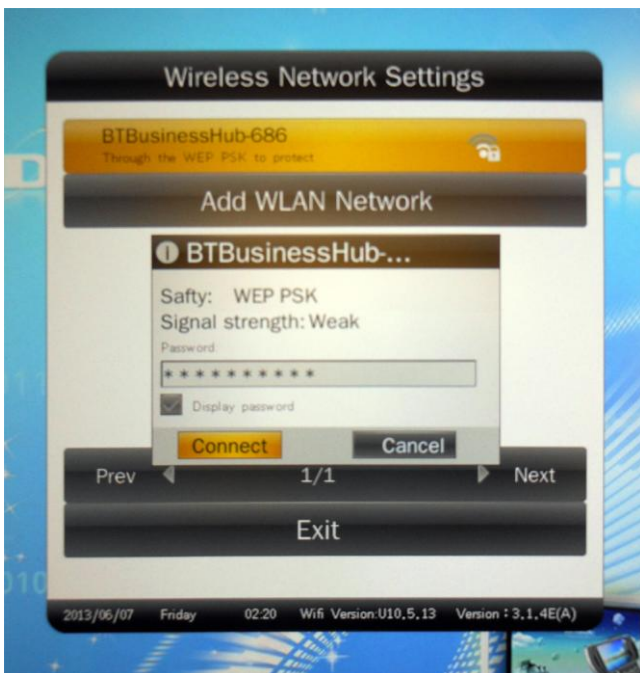 Wireless Network Settings
BTBusinessHub-686
Through the WEP PSK to protect
Add WLAN Network
BTBusinessHub-...
Safty: WEP PSK
Signal strength: Weak
Password:
**********
Display password
Connect Cancel
Prev 1/1 Next
Exit
2013/06/07 Friday 02:20 Wifi Version:U10,5,13 Version : 3,1,4E(A)